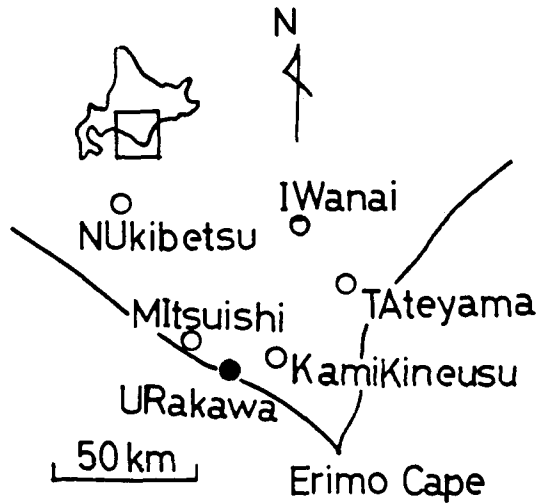 N
IWanai
NUkibetsu
TAteyama
MItsuishi
KamiKineusu
URakawa
50 km
Erimo Cape